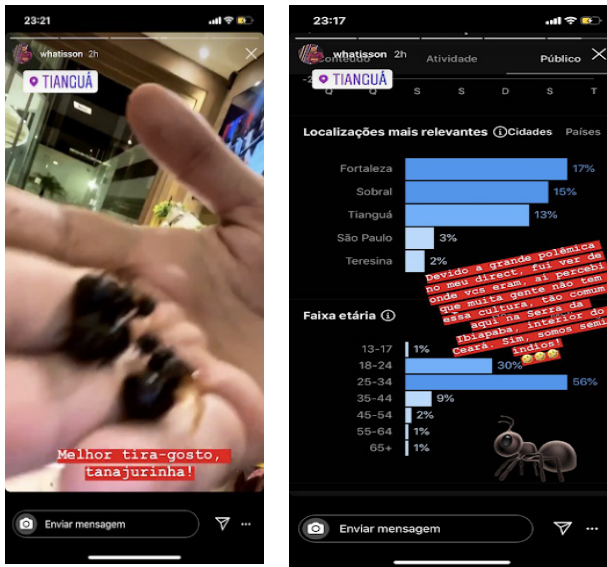 23:21
whatisson 2h
TIANGUÁ
Melhor tira-gosto,
tanajurinha!
Enviar mensagem
23:17
Conteúdo Atividade Público
whatisson 2h
TIANGUÁ
Q Q S S D S T
Localizações mais relevantes Cidades Países
Fortaleza 17%
Sobral 15%
Tianguá 13%
São Paulo 3%
Teresina 2%
Devido a grande polêmica
no meu direct, fui ver de
onde vcs eram, aí percebi
que muita gente não tem
essa cultura, tão comum
aqui na Serra da
Ibiapaba, interior do
Ceará. Sim, somos semi
índios!
Faixa etária
13-17 1%
18-24 30%
25-34 56%
35-44 9%
45-54 2%
55-64 1%
65+ 1%
Enviar mensagem